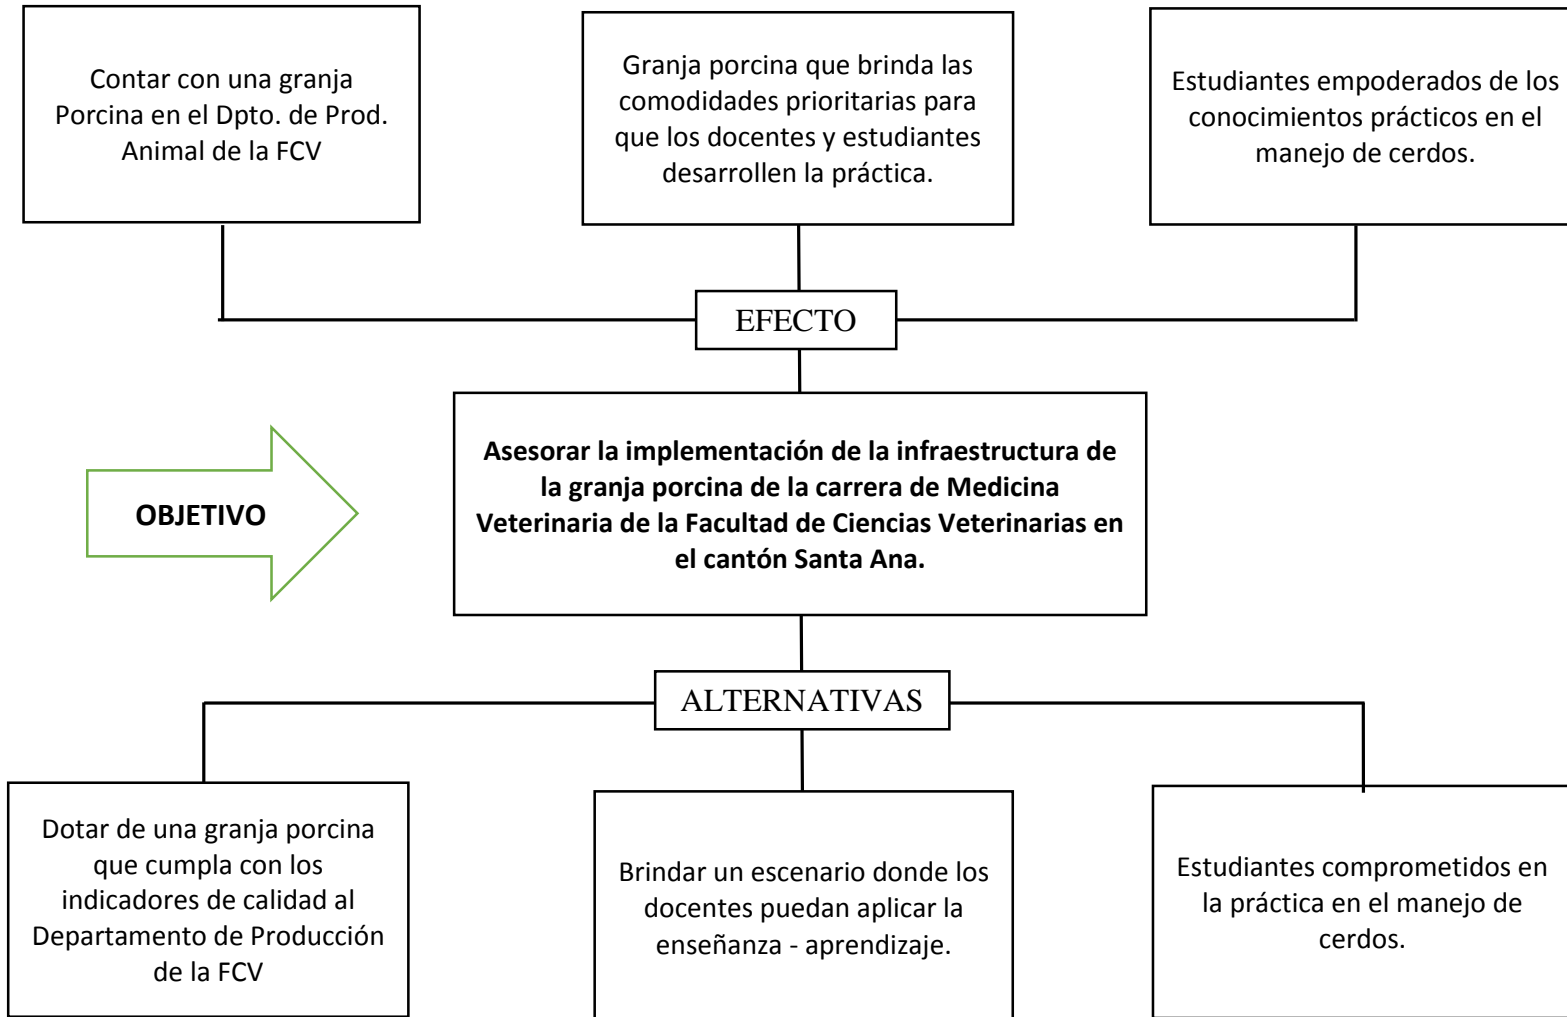 Contar con una granja
Porcina en el Dpto. de Prod.
Animal de la FCV
Granja porcina que brinda las
comodidades prioritarias para
que los docentes y estudiantes
desarrollen la práctica.
Estudiantes empoderados de los
conocimientos prácticos en el
manejo de cerdos.
EFECTO
OBJETIVO
Asesorar la implementación de la infraestructura de
la granja porcina de la carrera de Medicina
Veterinaria de la Facultad de Ciencias Veterinarias en
el cantón Santa Ana.
ALTERNATIVAS
Dotar de una granja porcina
que cumpla con los
indicadores de calidad al
Departamento de Producción
de la FCV
Brindar un escenario donde los
docentes puedan aplicar la
enseñanza - aprendizaje.
Estudiantes comprometidos en
la práctica en el manejo de
cerdos.